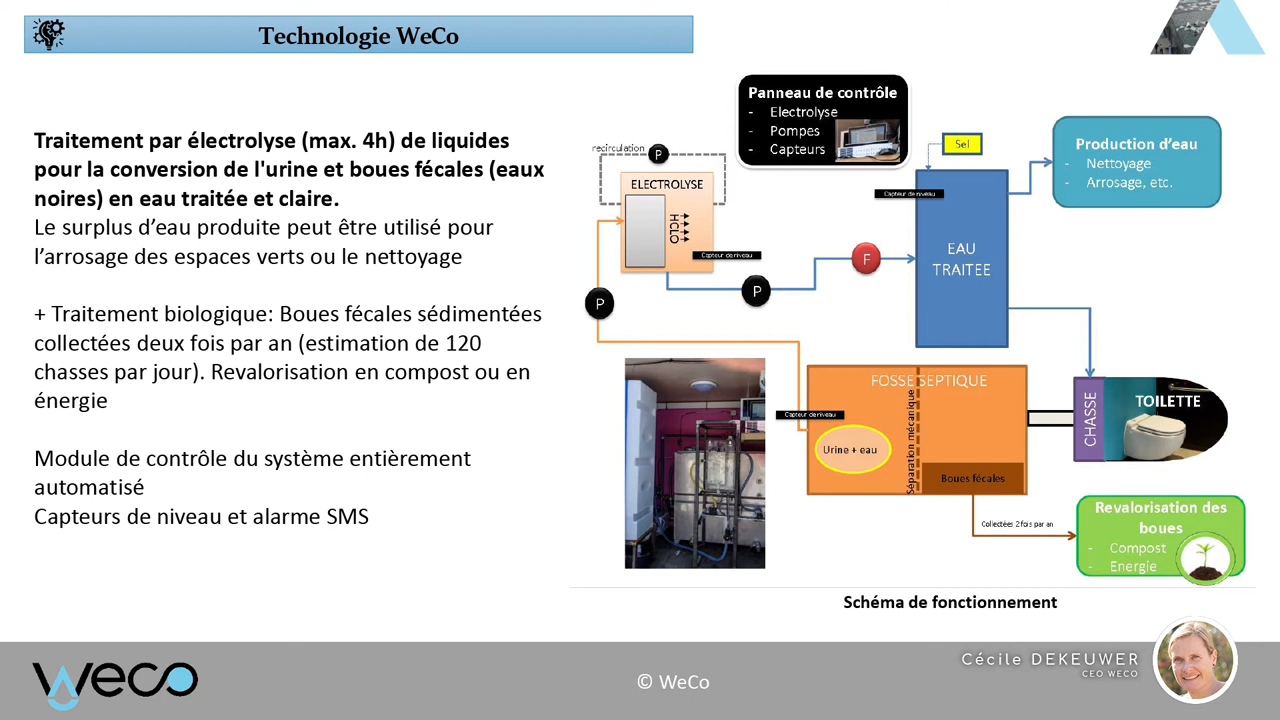 Technologie WeCo
Traitement par électrolyse (max. 4h) de liquides
pour la conversion de l'urine et boues fécales (eaux
noires) en eau traitée et claire.
Le surplus d’eau produite peut être utilisé pour
l’arrosage des espaces verts ou le nettoyage
+ Traitement biologique: Boues fécales sédimentées
collectées deux fois par an (estimation de 120
chasses par jour). Revalorisation en compost ou en
énergie
Module de contrôle du système entièrement
automatisé
Capteurs de niveau et alarme SMS
Panneau de contrôle
- Electrolyse
- Pompes
- Capteurs
recirculation
P
ELECTROLYSE
HCLO
Capteur de niveau
P
P
F
Sel
Capteur de niveau
EAU
TRAITEE
Production d’eau
- Nettoyage
- Arrosage, etc.
FOSSE SEPTIQUE
Capteur de niveau
Urine + eau
Séparation mécanique
Boues fécales
CHASSE
TOILETTE
Collectées 2 fois par an
Revalorisation des
boues
- Compost
- Energie
Schéma de fonctionnement
weco
© WeCo
Cécile DEKEUWER
CEO WECO